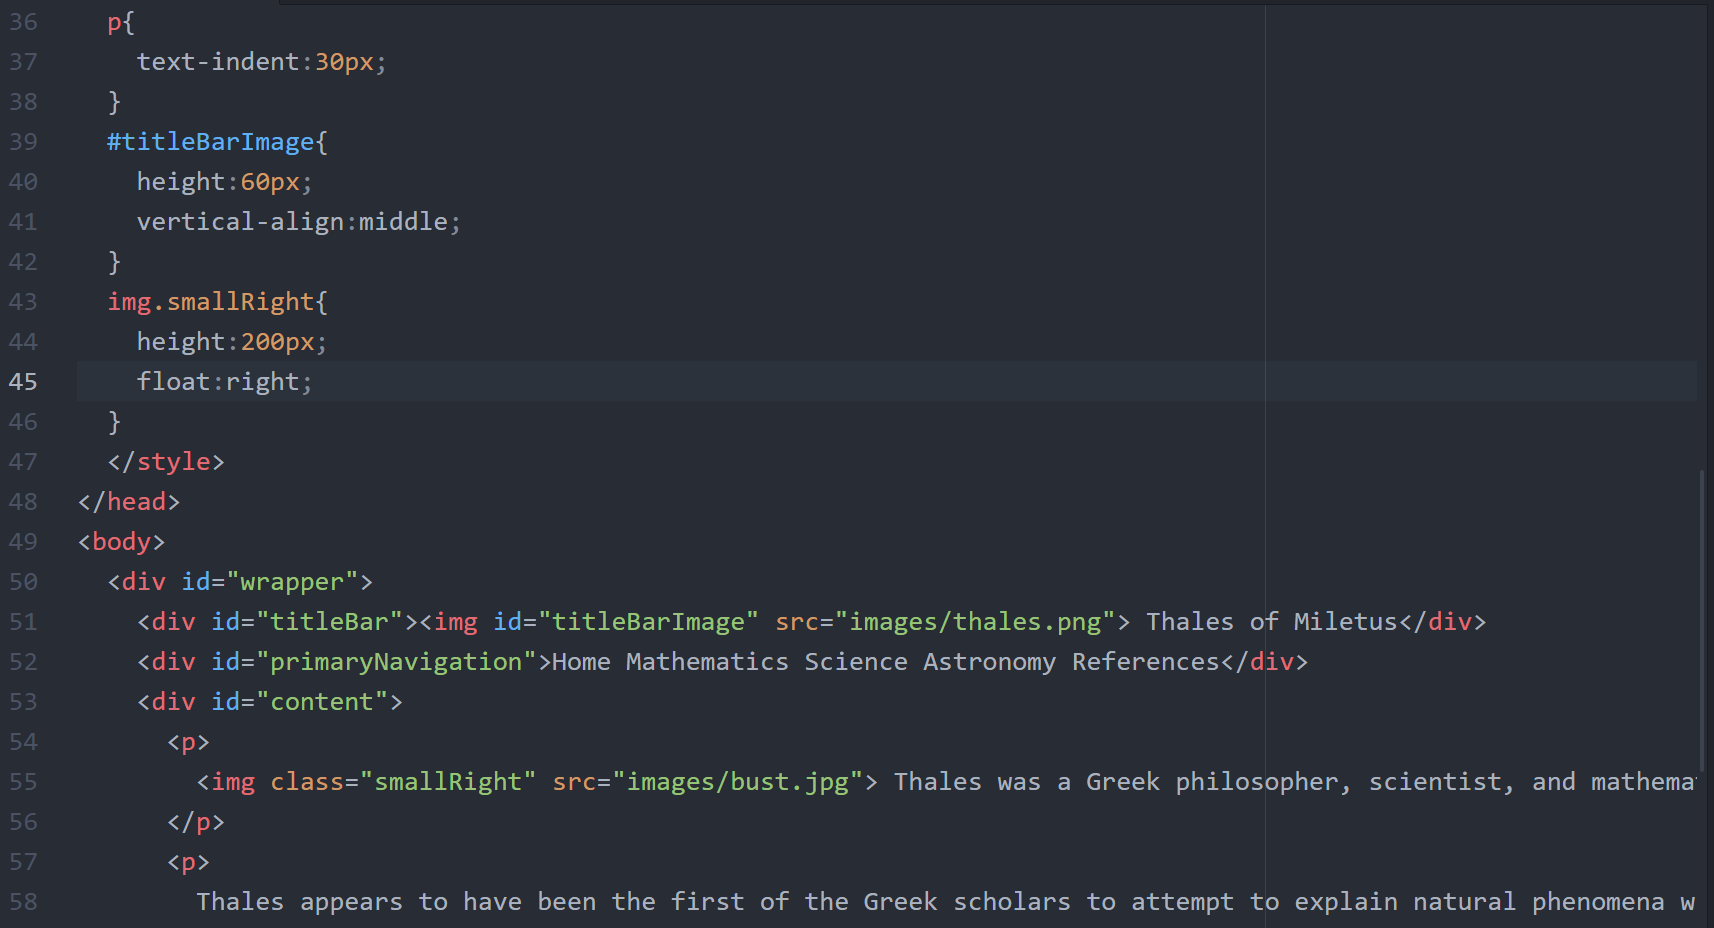 36 p{
37 text-indent:30px;
38 }
39 #titleBarImage{
40 height:60px;
41 vertical-align:middle;
42 }
43 img.smallRight{
44 height:200px;
45 float:right;
46 }
47 </style>
48 </head>
49 <body>
50 <div id="wrapper">
51 <div id="titleBar"><img id="titleBarImage" src="images/thales.png"> Thales of Miletus</div>
52 <div id="primaryNavigation">Home Mathematics Science Astronomy References</div>
53 <div id="content">
54 <p>
55 <img class="smallRight" src="images/bust.jpg"> Thales was a Greek philosopher, scientist, and mathema
56 </p>
57 <p>
58 Thales appears to have been the first of the Greek scholars to attempt to explain natural phenomena w